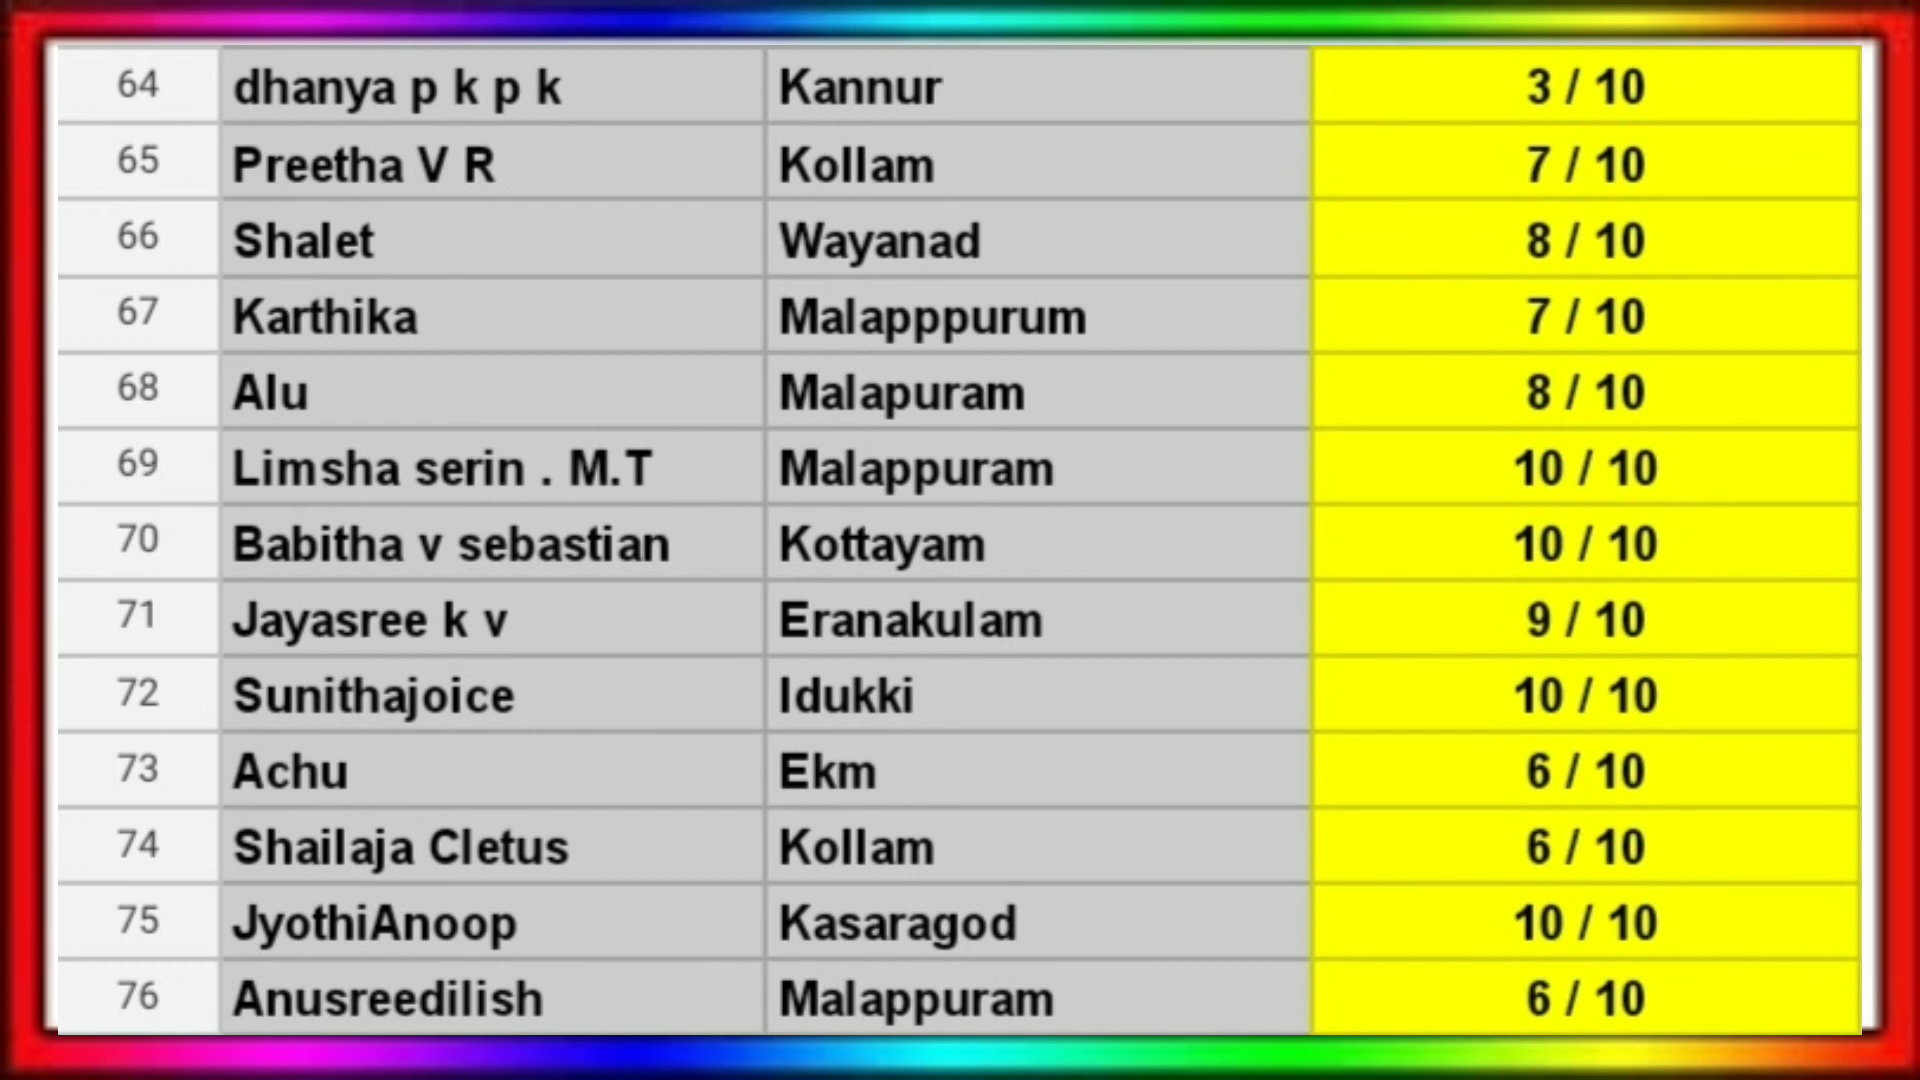 64 dhanya p k p k Kannur 3 / 10
65 Preetha V R Kollam 7 / 10
66 Shalet Wayanad 8 / 10
67 Karthika Malapppurum 7 / 10
68 Alu Malapuram 8 / 10
69 Limsha serin . M.T Malappuram 10 / 10
70 Babitha v sebastian Kottayam 10 / 10
71 Jayasree k v Eranakulam 9 / 10
72 Sunithajoice Idukki 10 / 10
73 Achu Ekm 6 / 10
74 Shailaja Cletus Kollam 6 / 10
75 JyothiAnoop Kasaragod 10 / 10
76 Anusreedilish Malappuram 6 / 10